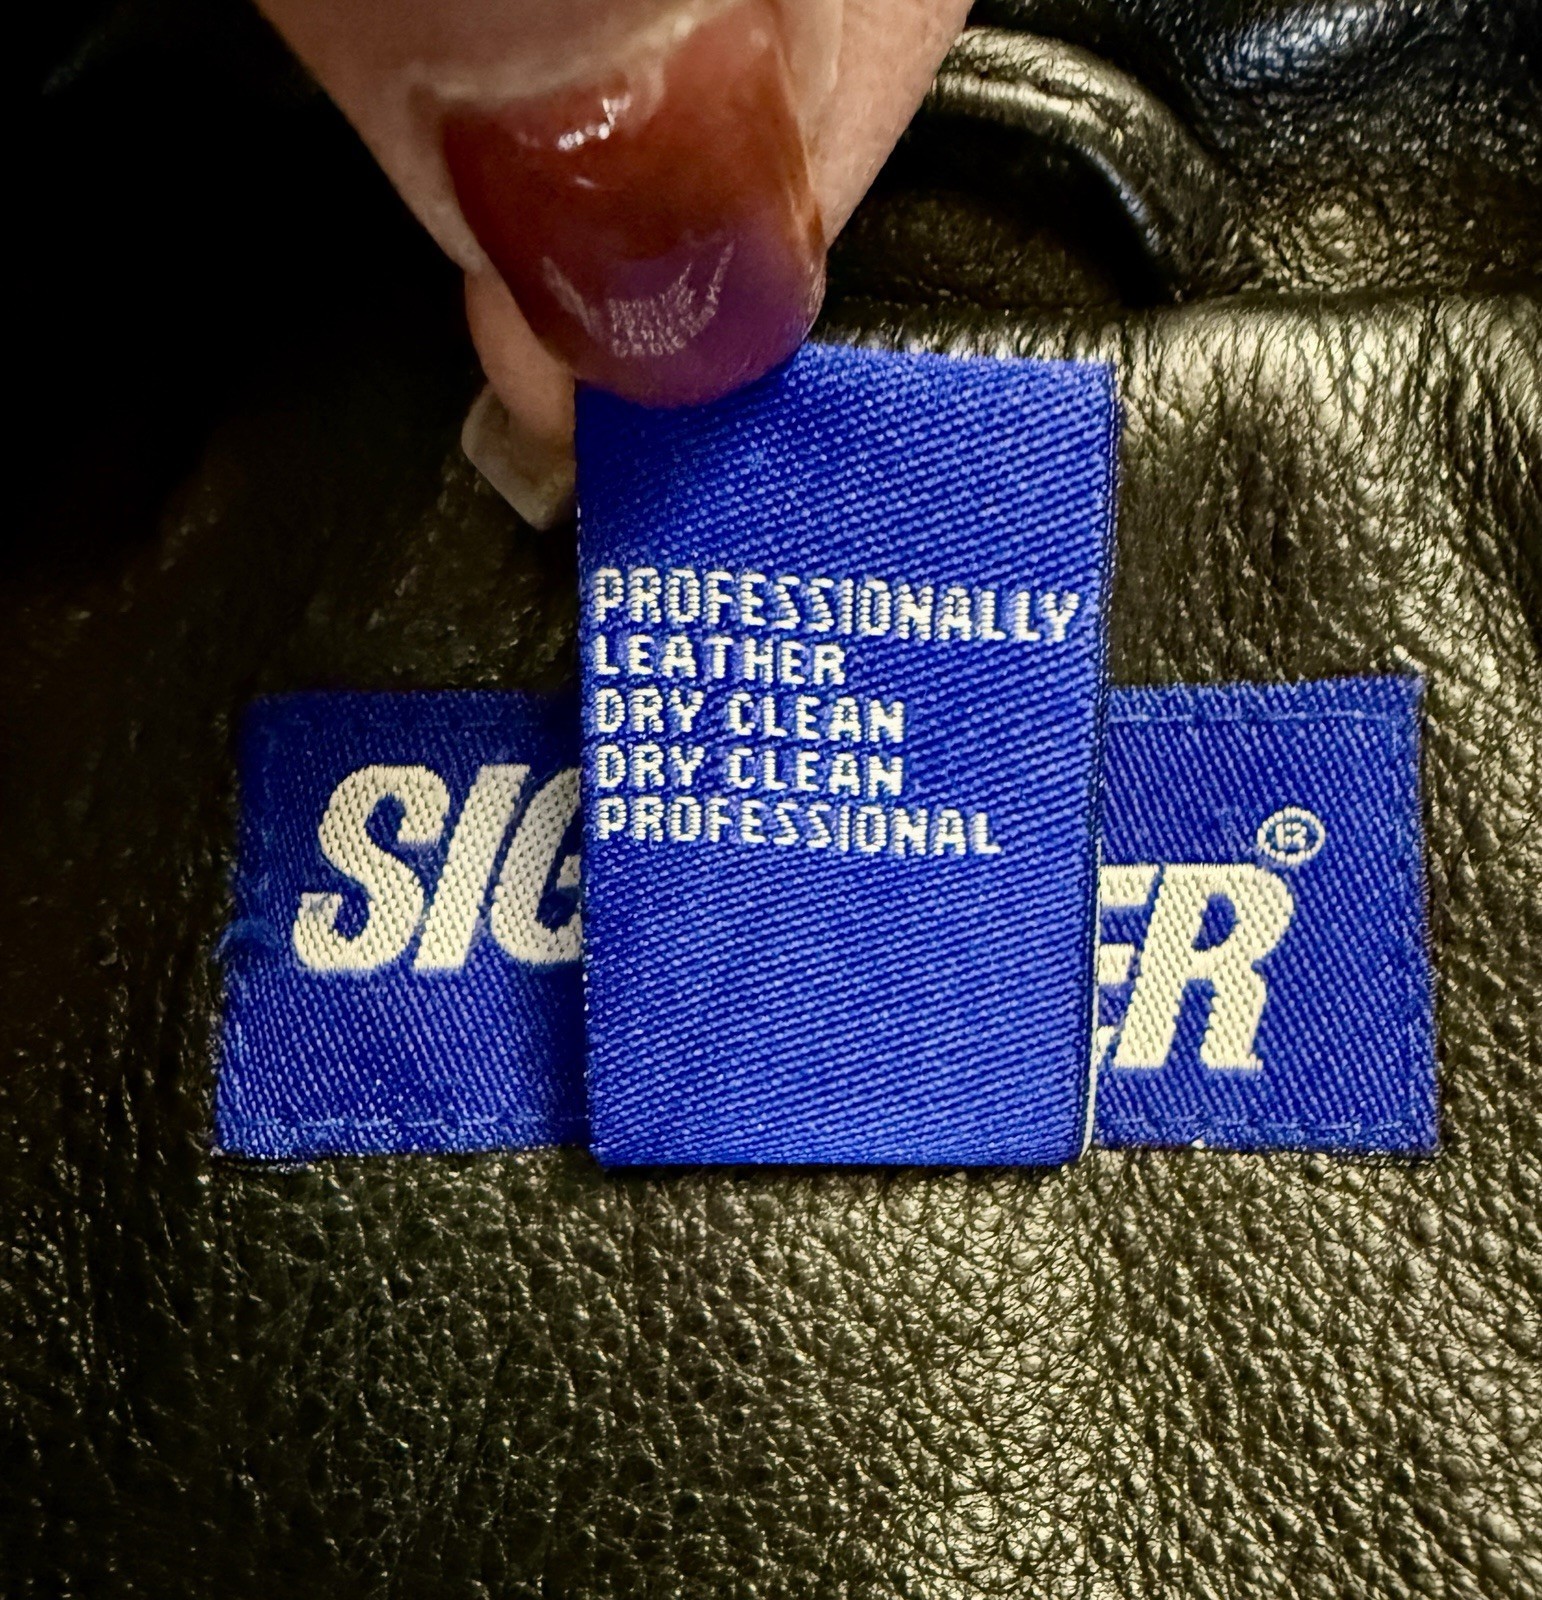 PROFESSIONALLY
LEATHER
DRY CLEAN
DRY CLEAN
PROFESSIONAL
SIG ER®